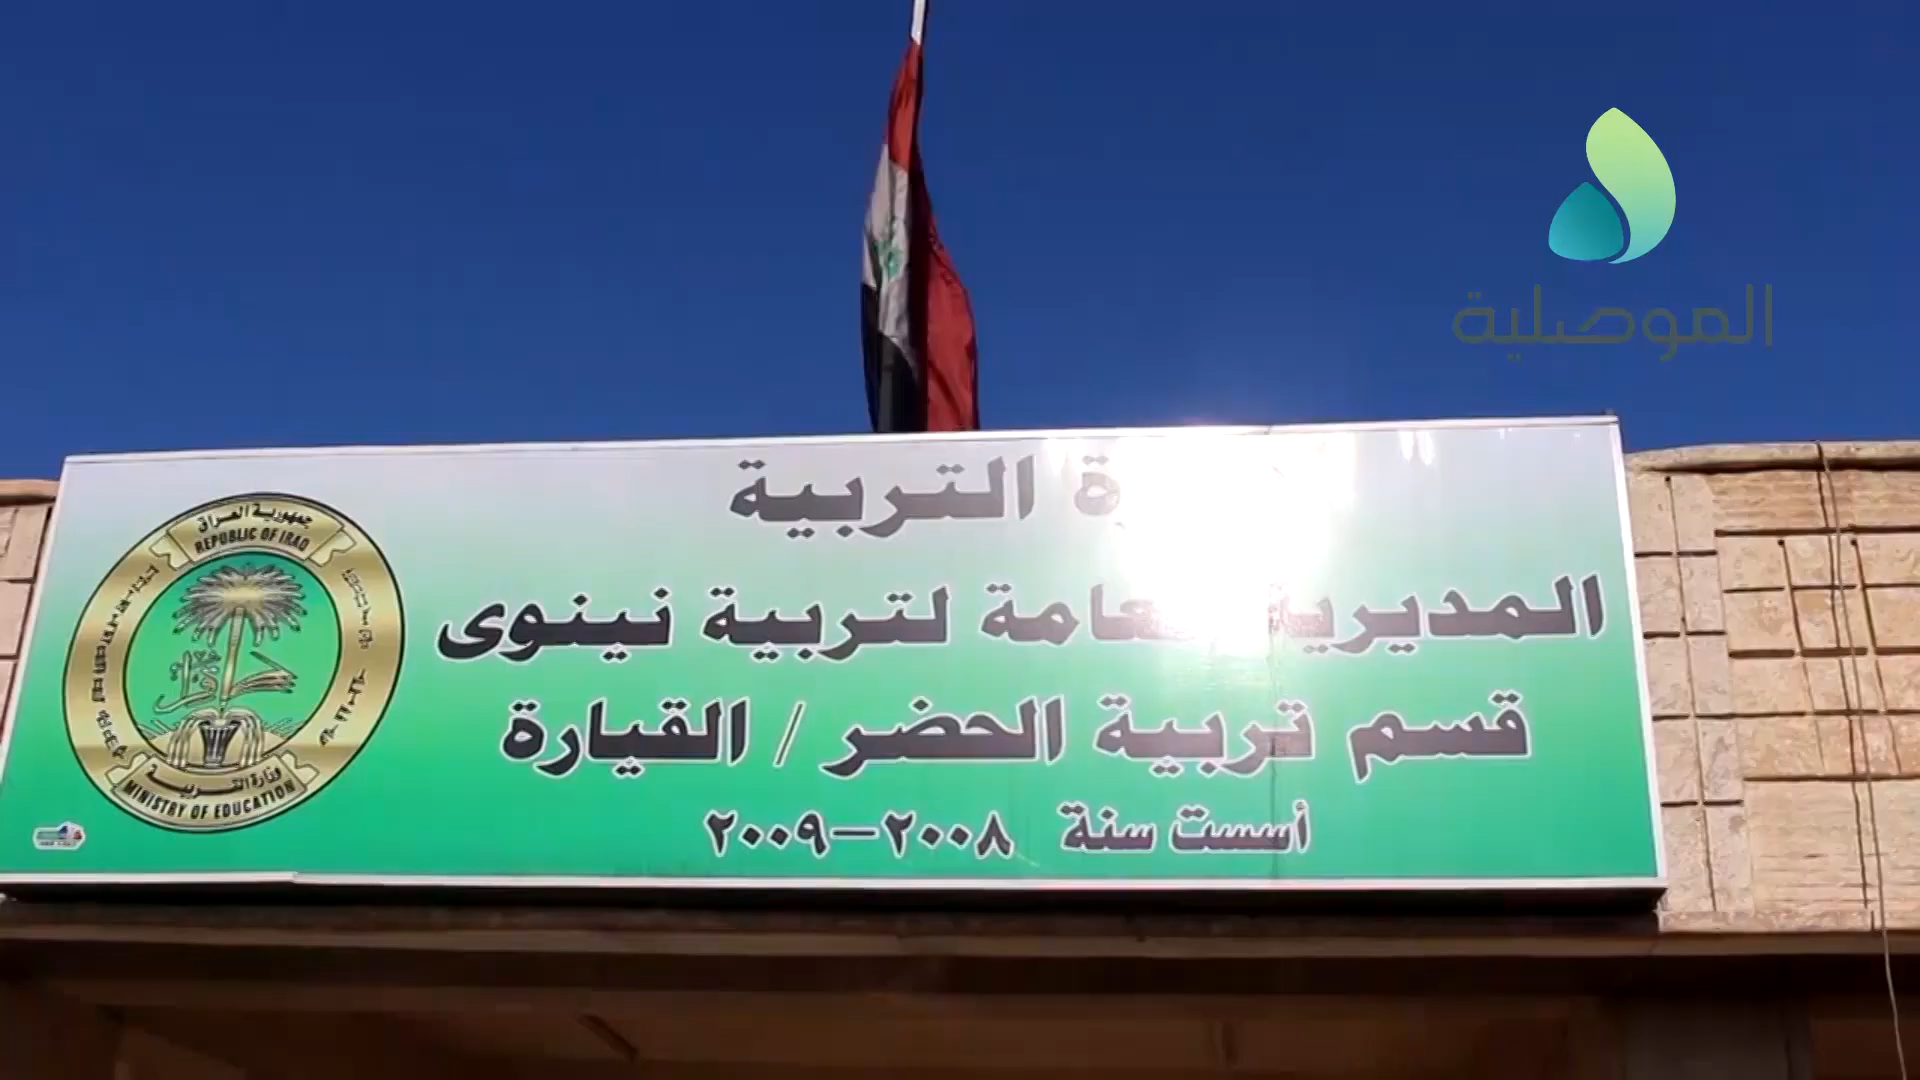 الموصلية
التربية
المديرية العامة لتربية نينوى
قسم تربية الحضر / القيارة
أسست سنة ٢٠٠٨-٢٠٠٩
جمهورية العراق
REPUBLIC OF IRAQ
وزارة التربية
MINISTRY OF EDUCATION